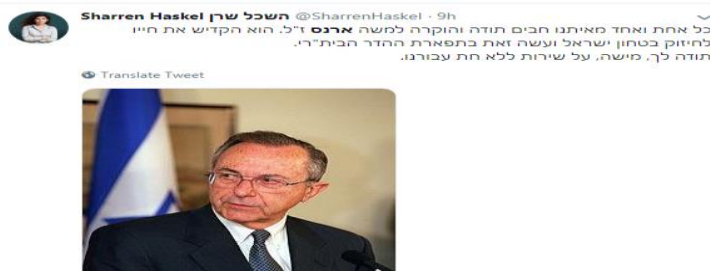 Sharren Haskel השכל שרן @SharrenHaskel · 9h
כל אחת ואחד מאיתנו חבים תודה והוקרה למשה ארנס ז"ל. הוא הקדיש את חייו
לחיזוק בטחון ישראל ועשה זאת בתפארת ההדר הבית"רי.
תודה לך, מישה, על שירות ללא חת עבורנו.
Translate Tweet